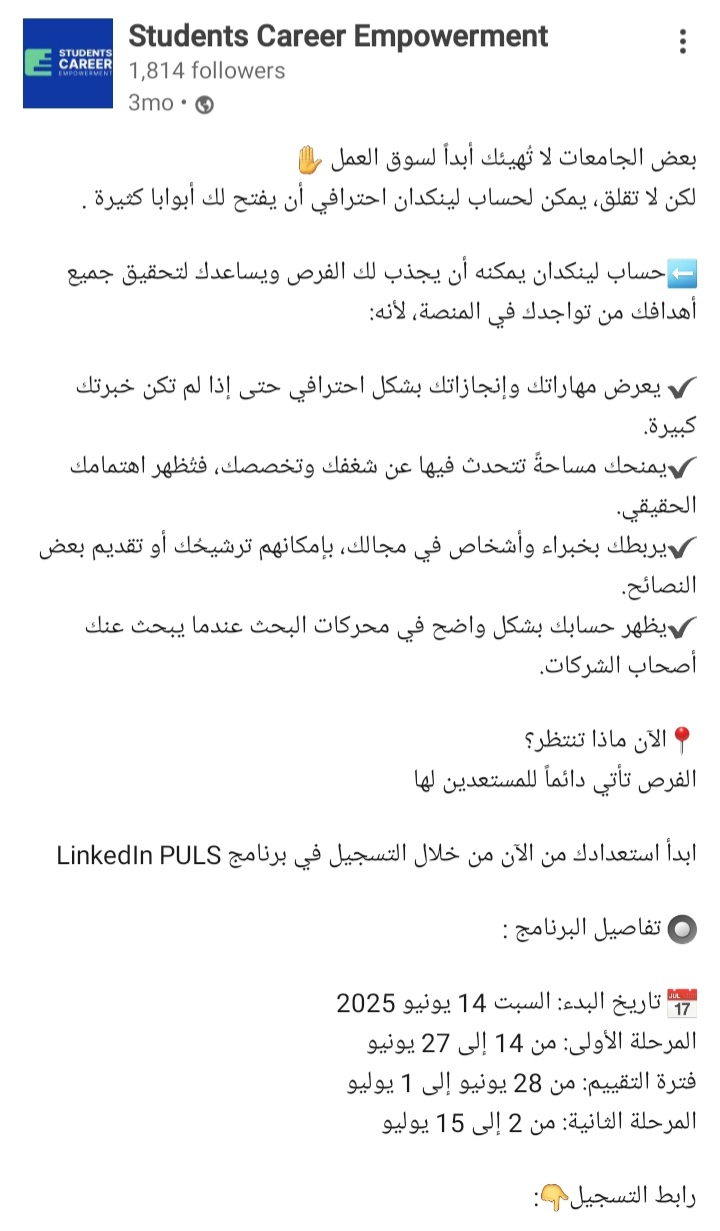 STUDENTS
CAREER
EMPOWERMENT
Students Career Empowerment
1,814 followers
3mo •
بعض الجامعات لا تُهيئك أبداً لسوق العمل ✋
لكن لا تقلق، يمكن لحساب لينكدان احترافي أن يفتح لك أبوابا كثيرة .
⬅️حساب لينكدان يمكنه أن يجذب لك الفرص ويساعدك لتحقيق جميع
أهدافك من تواجدك في المنصة، لأنه:
✔️ يعرض مهاراتك وإنجازاتك بشكل احترافي حتى إذا لم تكن خبرتك
كبيرة.
✔️يمنحك مساحةً تتحدث فيها عن شغفك وتخصصك، فتُظهر اهتمامك
الحقيقي.
✔️يربطك بخبراء وأشخاص في مجالك، بإمكانهم ترشيحُك أو تقديم بعض
النصائح.
✔️يظهر حسابك بشكل واضح في محركات البحث عندما يبحث عنك
أصحاب الشركات.
📍الآن ماذا تنتظر؟
الفرص تأتي دائماً للمستعدين لها
ابدأ استعدادك من الآن من خلال التسجيل في برنامج LinkedIn PULS
🔘 تفاصيل البرنامج :
📅 تاريخ البدء: السبت 14 يونيو 2025
المرحلة الأولى: من 14 إلى 27 يونيو
فترة التقييم: من 28 يونيو إلى 1 يوليو
المرحلة الثانية: من 2 إلى 15 يوليو
رابط التسجيل👇: